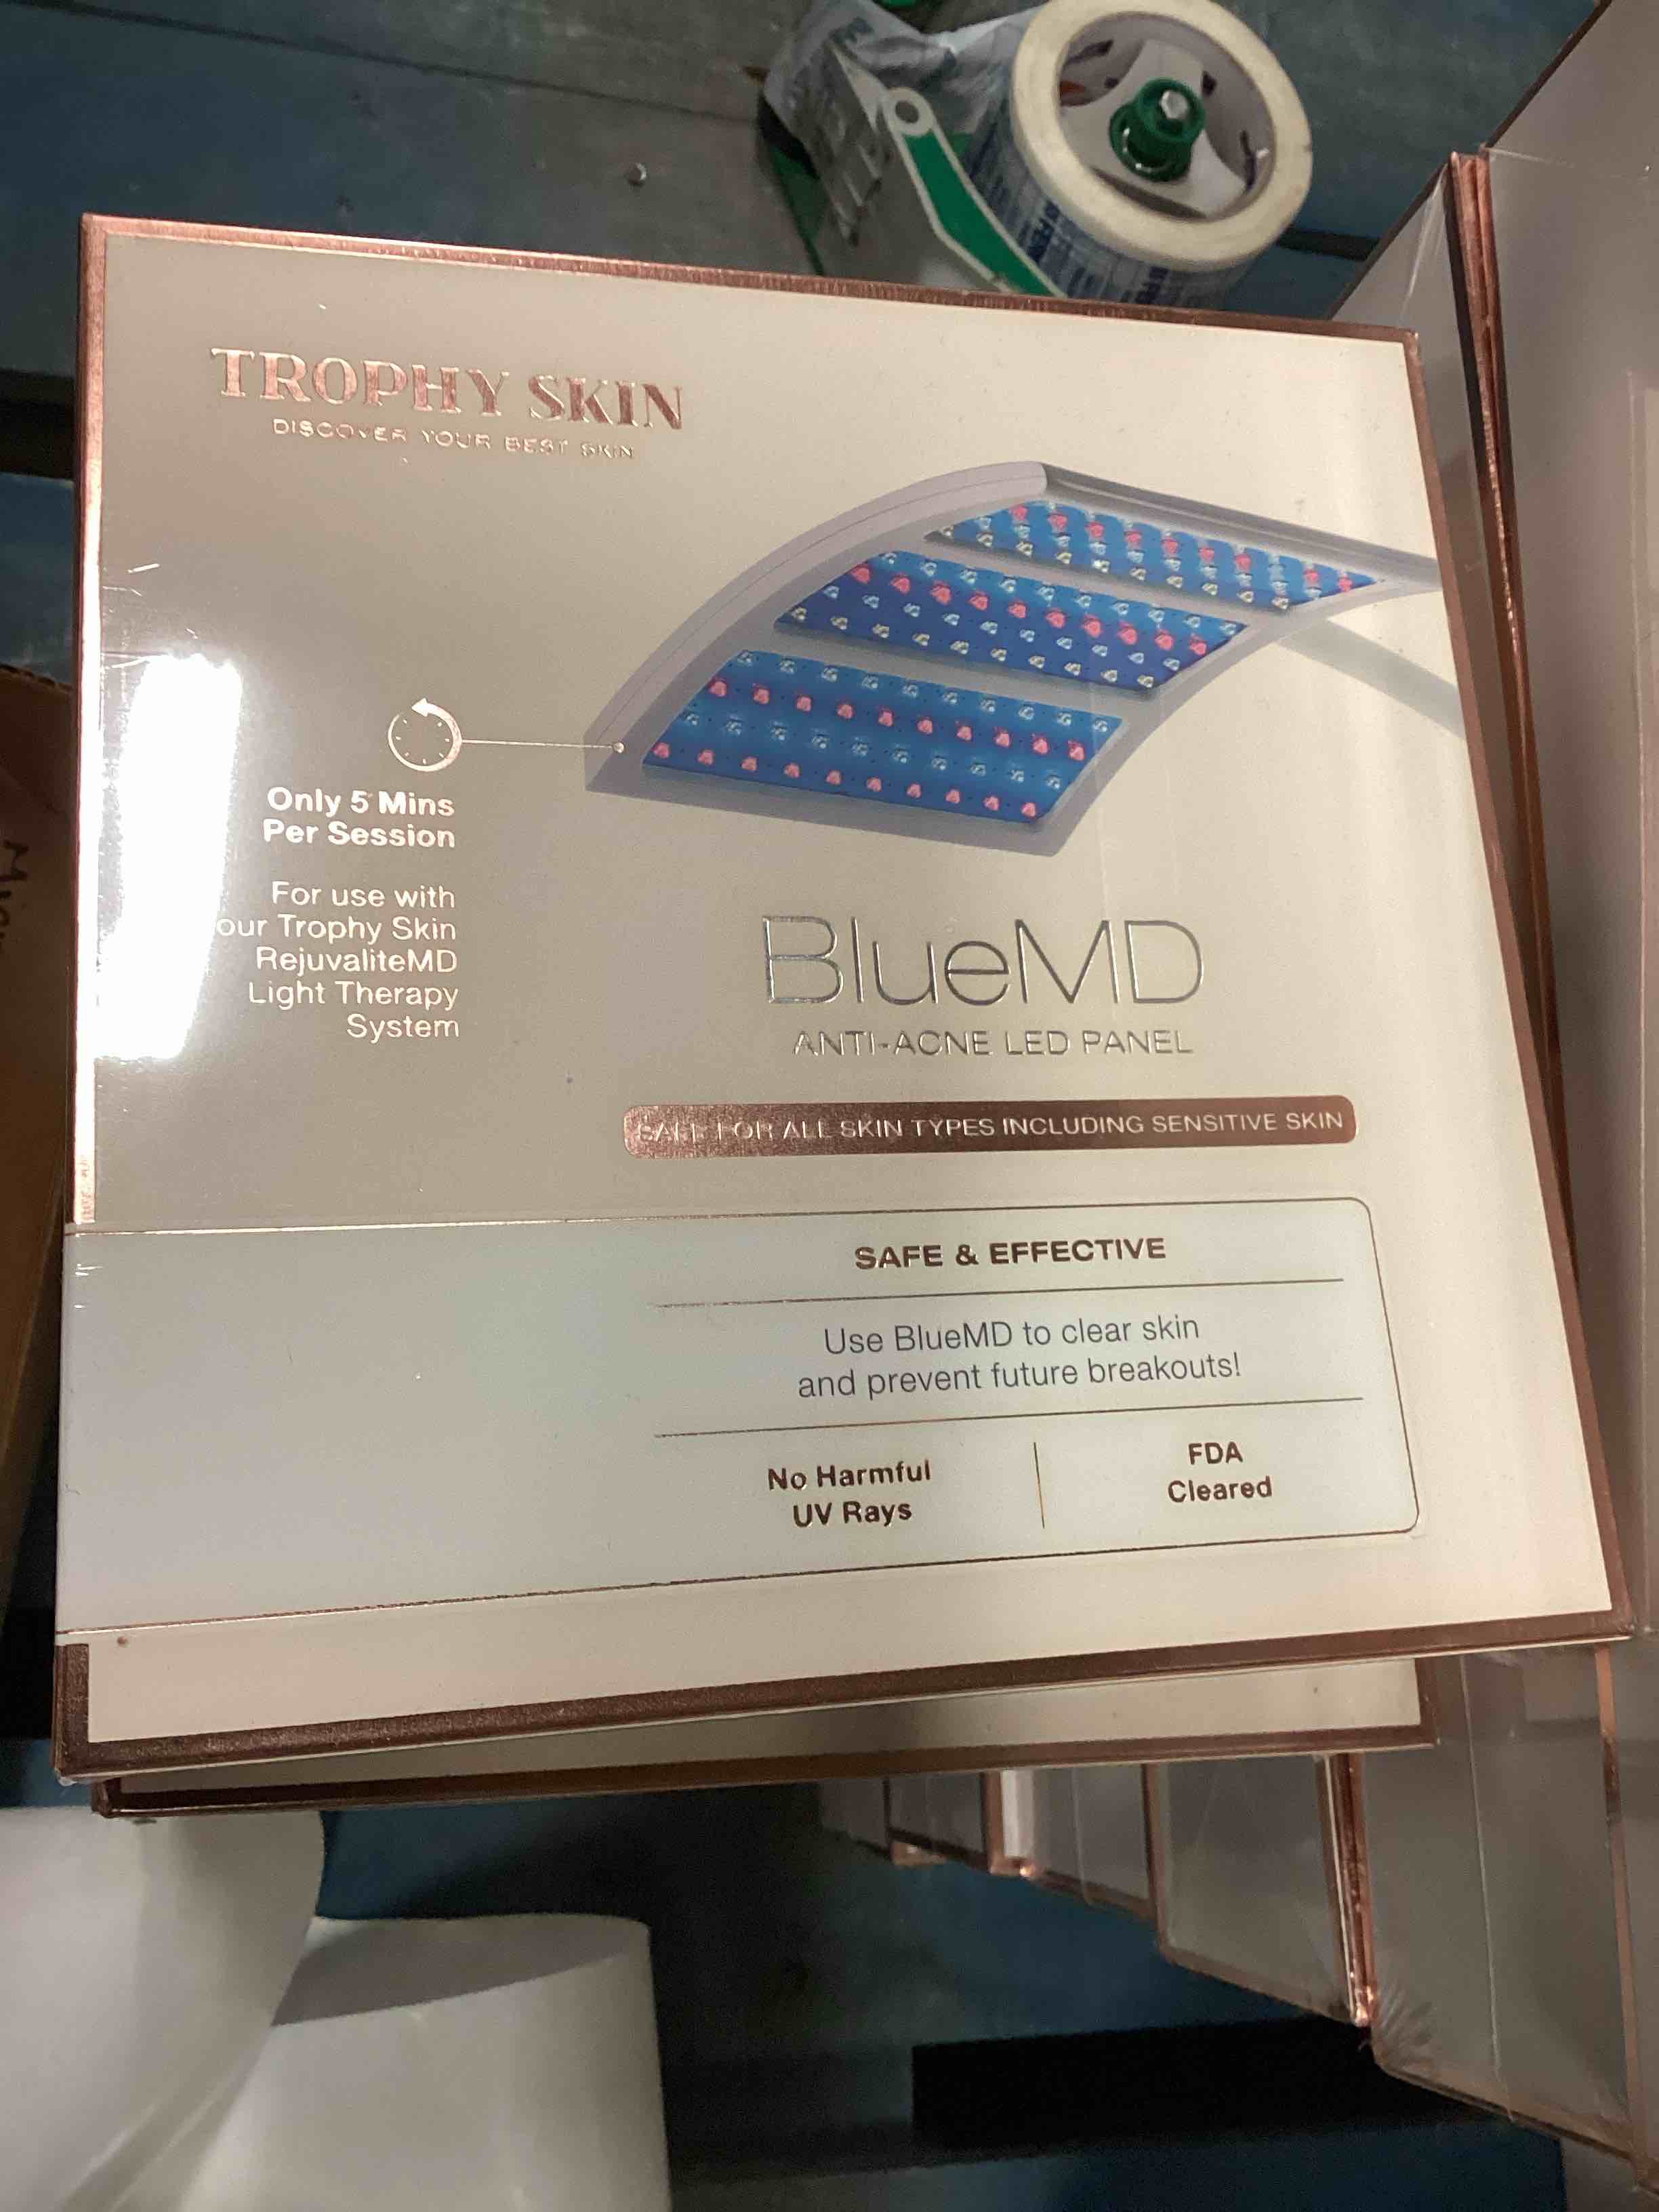 TROPHY SKIN
DISCOVER YOUR BEST SKIN
Only 5 Mins
Per Session
For use with
our Trophy Skin
RejuvaliteMD
Light Therapy
System
BlueMD
ANTI-ACNE LED PANEL
SAFE FOR ALL SKIN TYPES INCLUDING SENSITIVE SKIN
SAFE & EFFECTIVE
Use BlueMD to clear skin
and prevent future breakouts!
No Harmful
UV Rays
FDA
Cleared